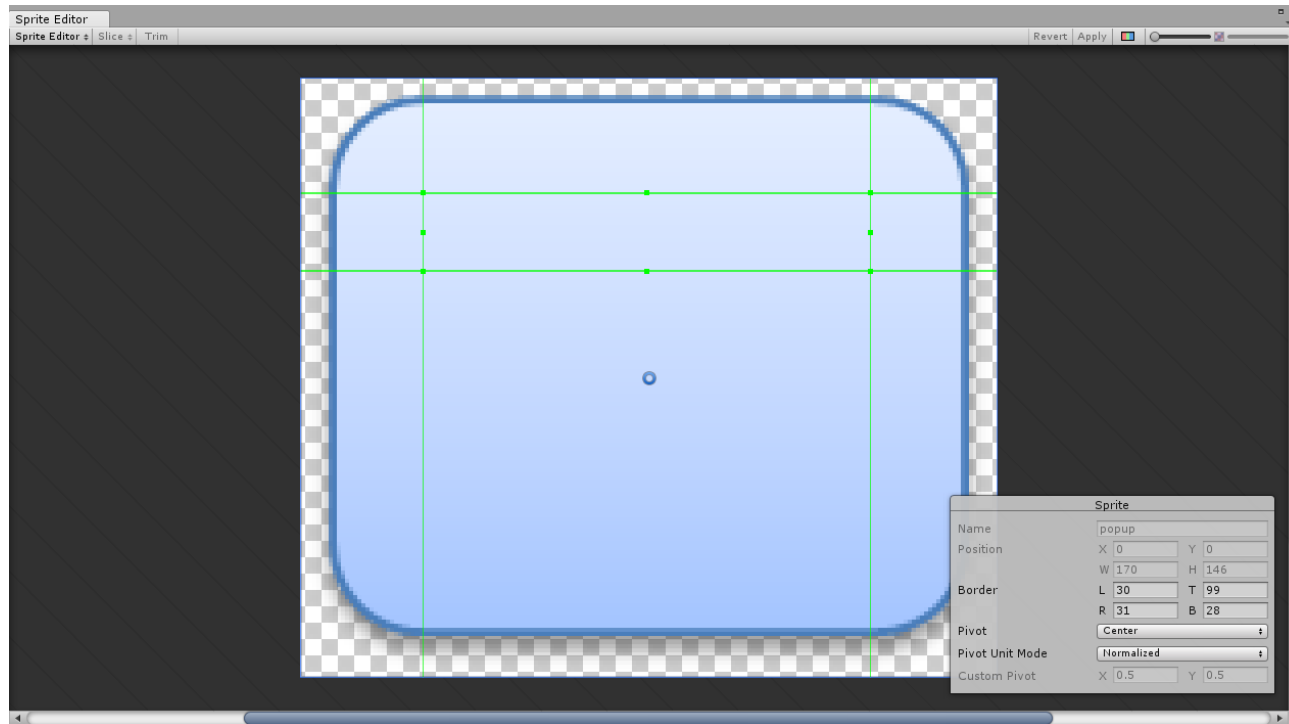 Sprite Editor
Sprite Editor Slice Trim Revert Apply
Sprite
Name popup
Position X 0 Y 0
W 170 H 146
Border L 30 T 99
R 31 B 28
Pivot Center
Pivot Unit Mode Normalized
Custom Pivot X 0.5 Y 0.5